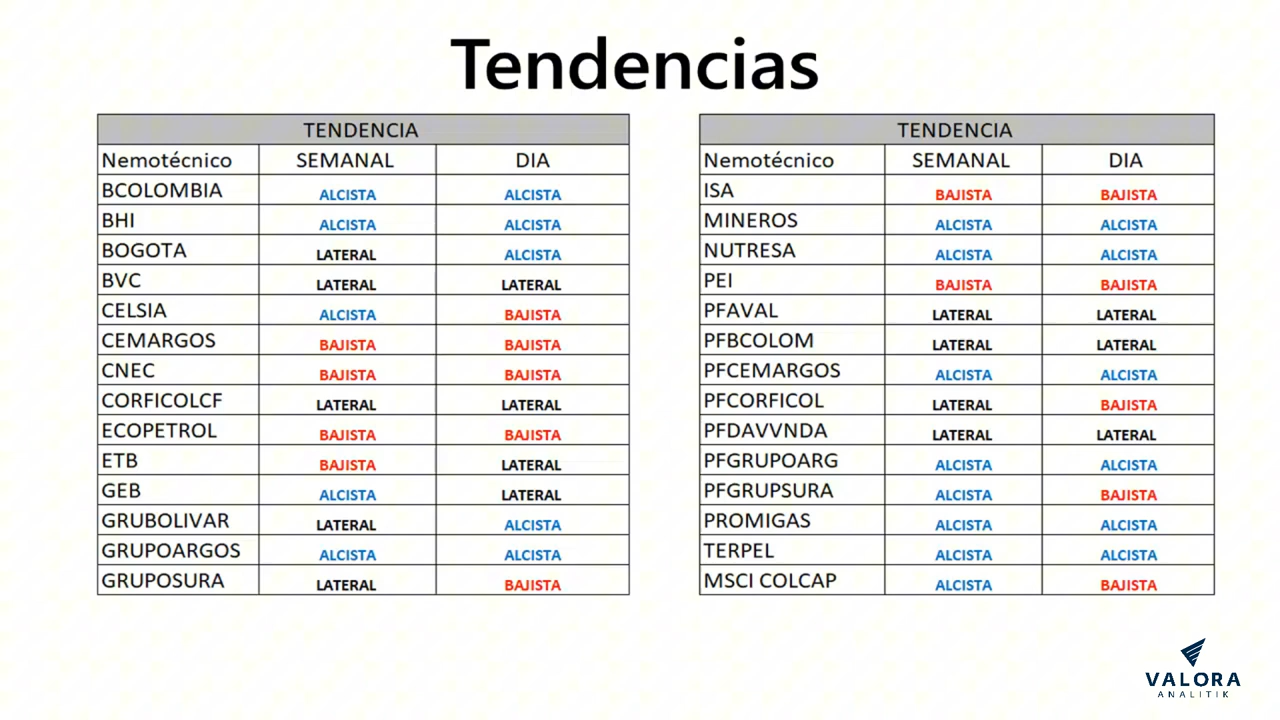 Tendencias
TENDENCIA
Nemotécnico SEMANAL DIA
BCOLOMBIA ALCISTA ALCISTA
BHI ALCISTA ALCISTA
BOGOTA LATERAL ALCISTA
BVC LATERAL LATERAL
CELSIA ALCISTA BAJISTA
CEMARGOS BAJISTA BAJISTA
CNEC BAJISTA BAJISTA
CORFICOLCF LATERAL LATERAL
ECOPETROL BAJISTA BAJISTA
ETB BAJISTA LATERAL
GEB ALCISTA LATERAL
GRUBOLIVAR LATERAL ALCISTA
GRUPOARGOS ALCISTA ALCISTA
GRUPOSURA LATERAL BAJISTA
TENDENCIA
Nemotécnico SEMANAL DIA
ISA BAJISTA BAJISTA
MINEROS ALCISTA ALCISTA
NUTRESA ALCISTA ALCISTA
PEI BAJISTA BAJISTA
PFAVAL LATERAL LATERAL
PFBCOLOM LATERAL LATERAL
PFCEMARGOS ALCISTA ALCISTA
PFCORFICOL LATERAL BAJISTA
PFDAVVNDA LATERAL LATERAL
PFGRUPOARG ALCISTA ALCISTA
PFGRUPSURA ALCISTA BAJISTA
PROMIGAS ALCISTA ALCISTA
TERPEL ALCISTA ALCISTA
MSCI COLCAP ALCISTA BAJISTA
VALORA
ANALITIK